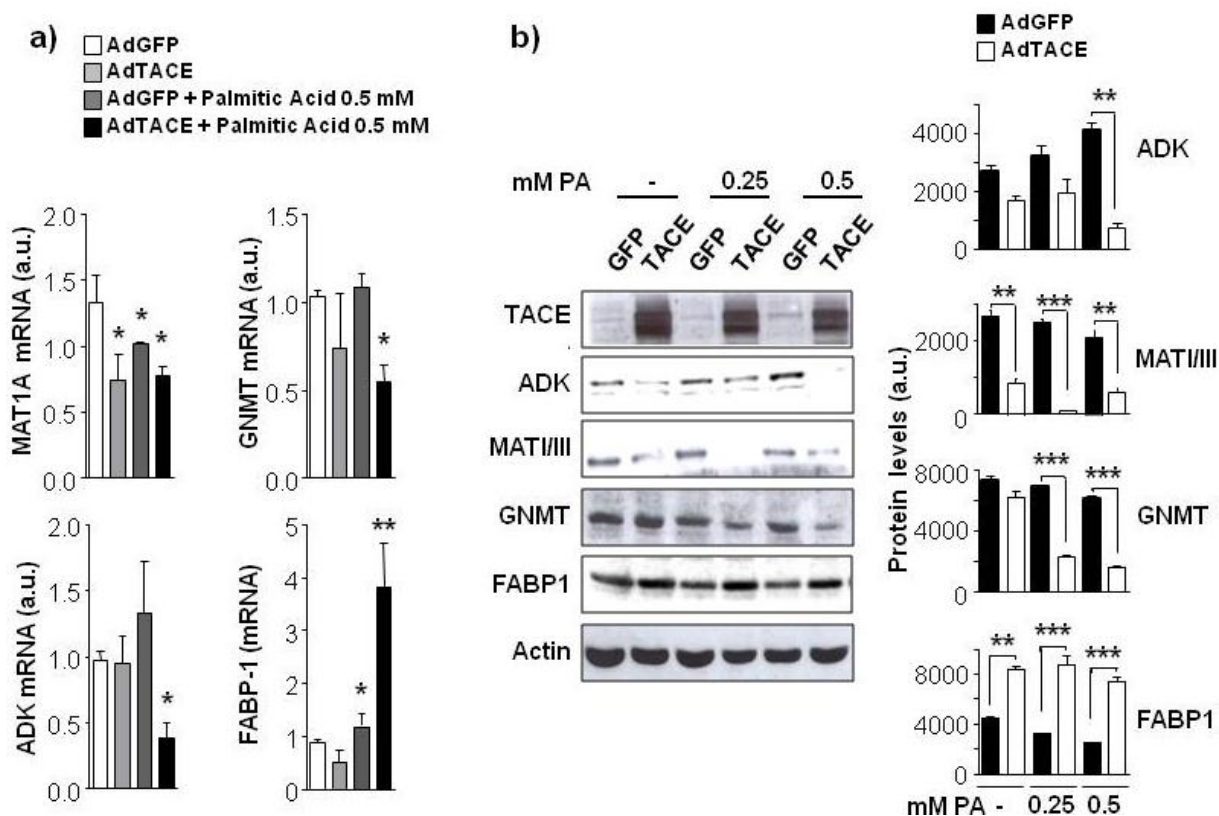 a)
AdGFP
AdTACE
AdGFP + Palmitic Acid 0.5 mM
AdTACE + Palmitic Acid 0.5 mM
MAT1A mRNA (a.u.)
2.0
1.5
1.0
0.5
0.0
* * *
GNMT mRNA (a.u.)
1.5
1.0
0.5
0.0
*
ADK mRNA (a.u.)
2.0
1.5
1.0
0.5
0.0
*
FABP-1 (mRNA)
5
4
3
2
1
0
* **
b)
mM PA - 0.25 0.5
GFP TACE GFP TACE GFP TACE
TACE
ADK
MATI/III
GNMT
FABP1
Actin
AdGFP
AdTACE
Protein levels (a.u.)
4000
2000
0
**
ADK
2000
0
** *** **
MATI/III
8000
4000
0
*** ***
GNMT
8000
4000
0
** *** ***
FABP1
mM PA - 0.25 0.5